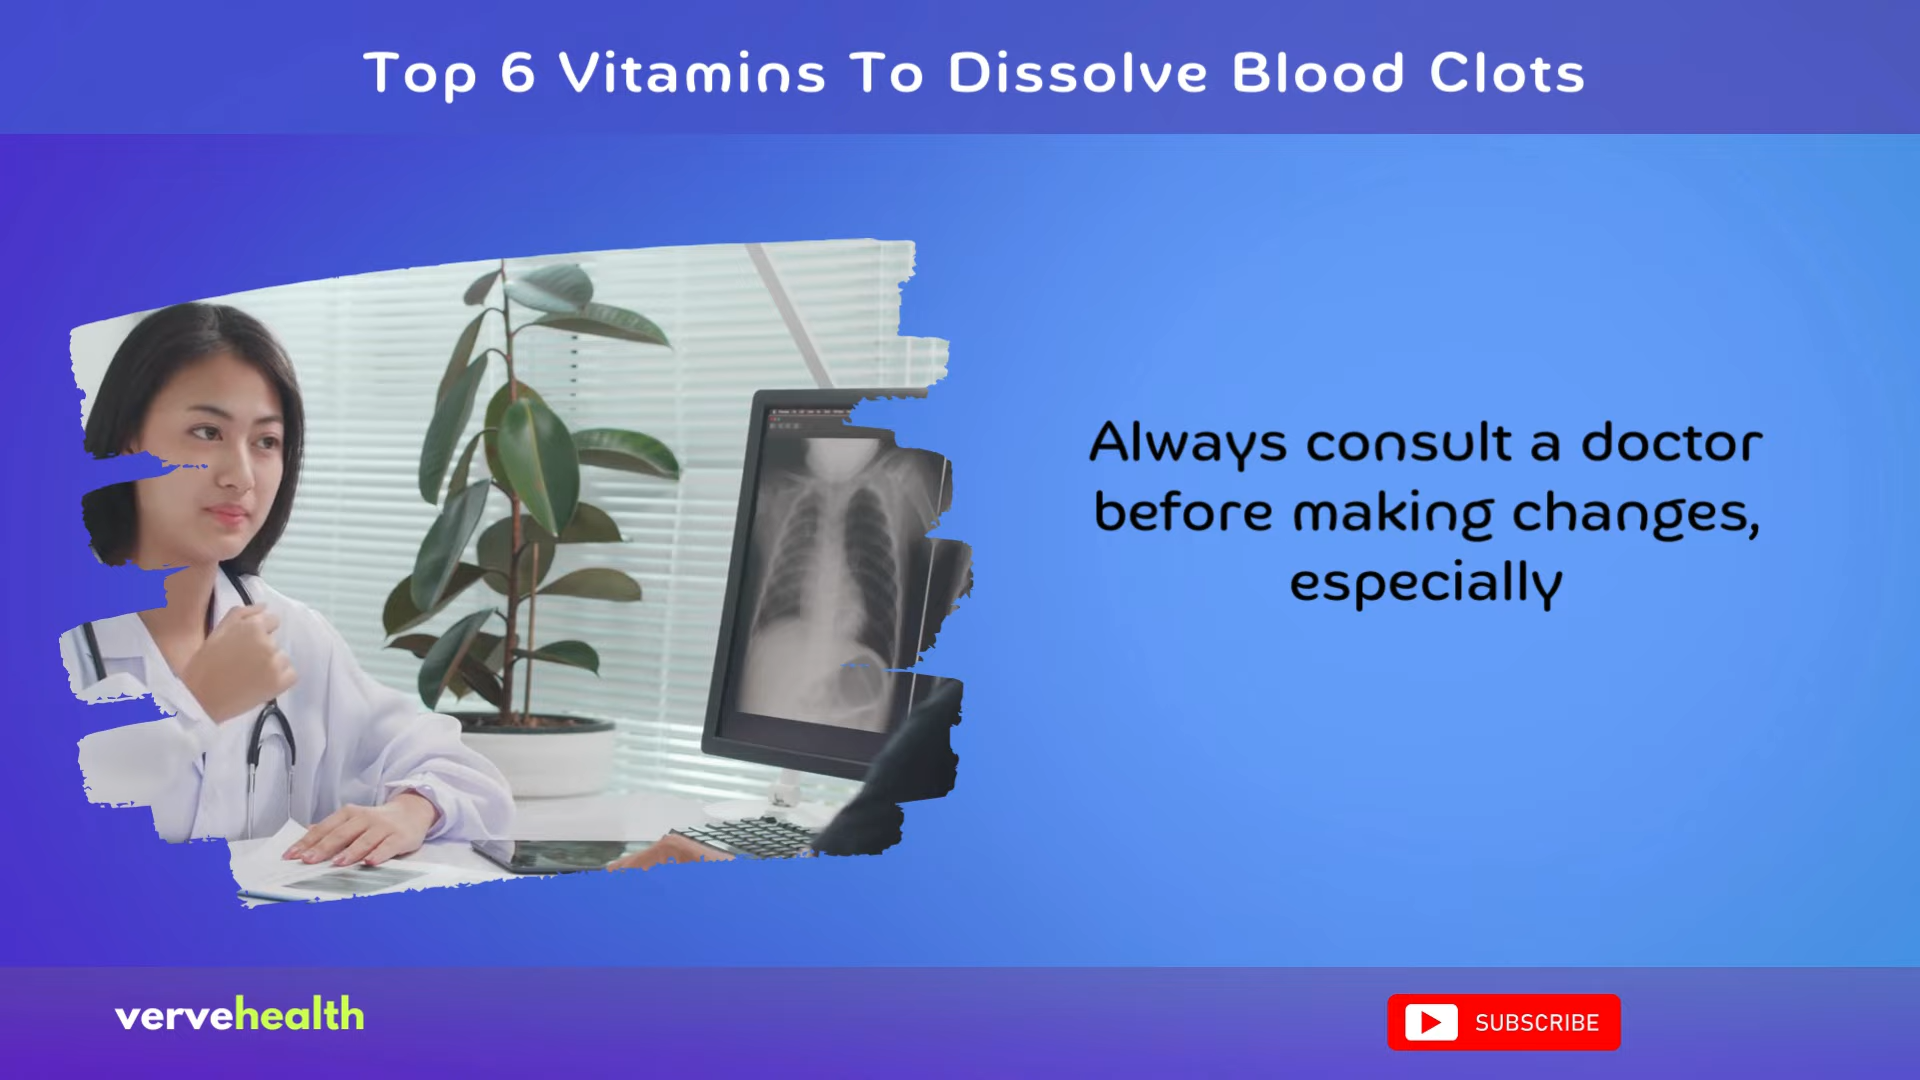 Top 6 Vitamins To Dissolve Blood Clots
Always consult a doctor
before making changes,
especially
vervehealth
SUBSCRIBE